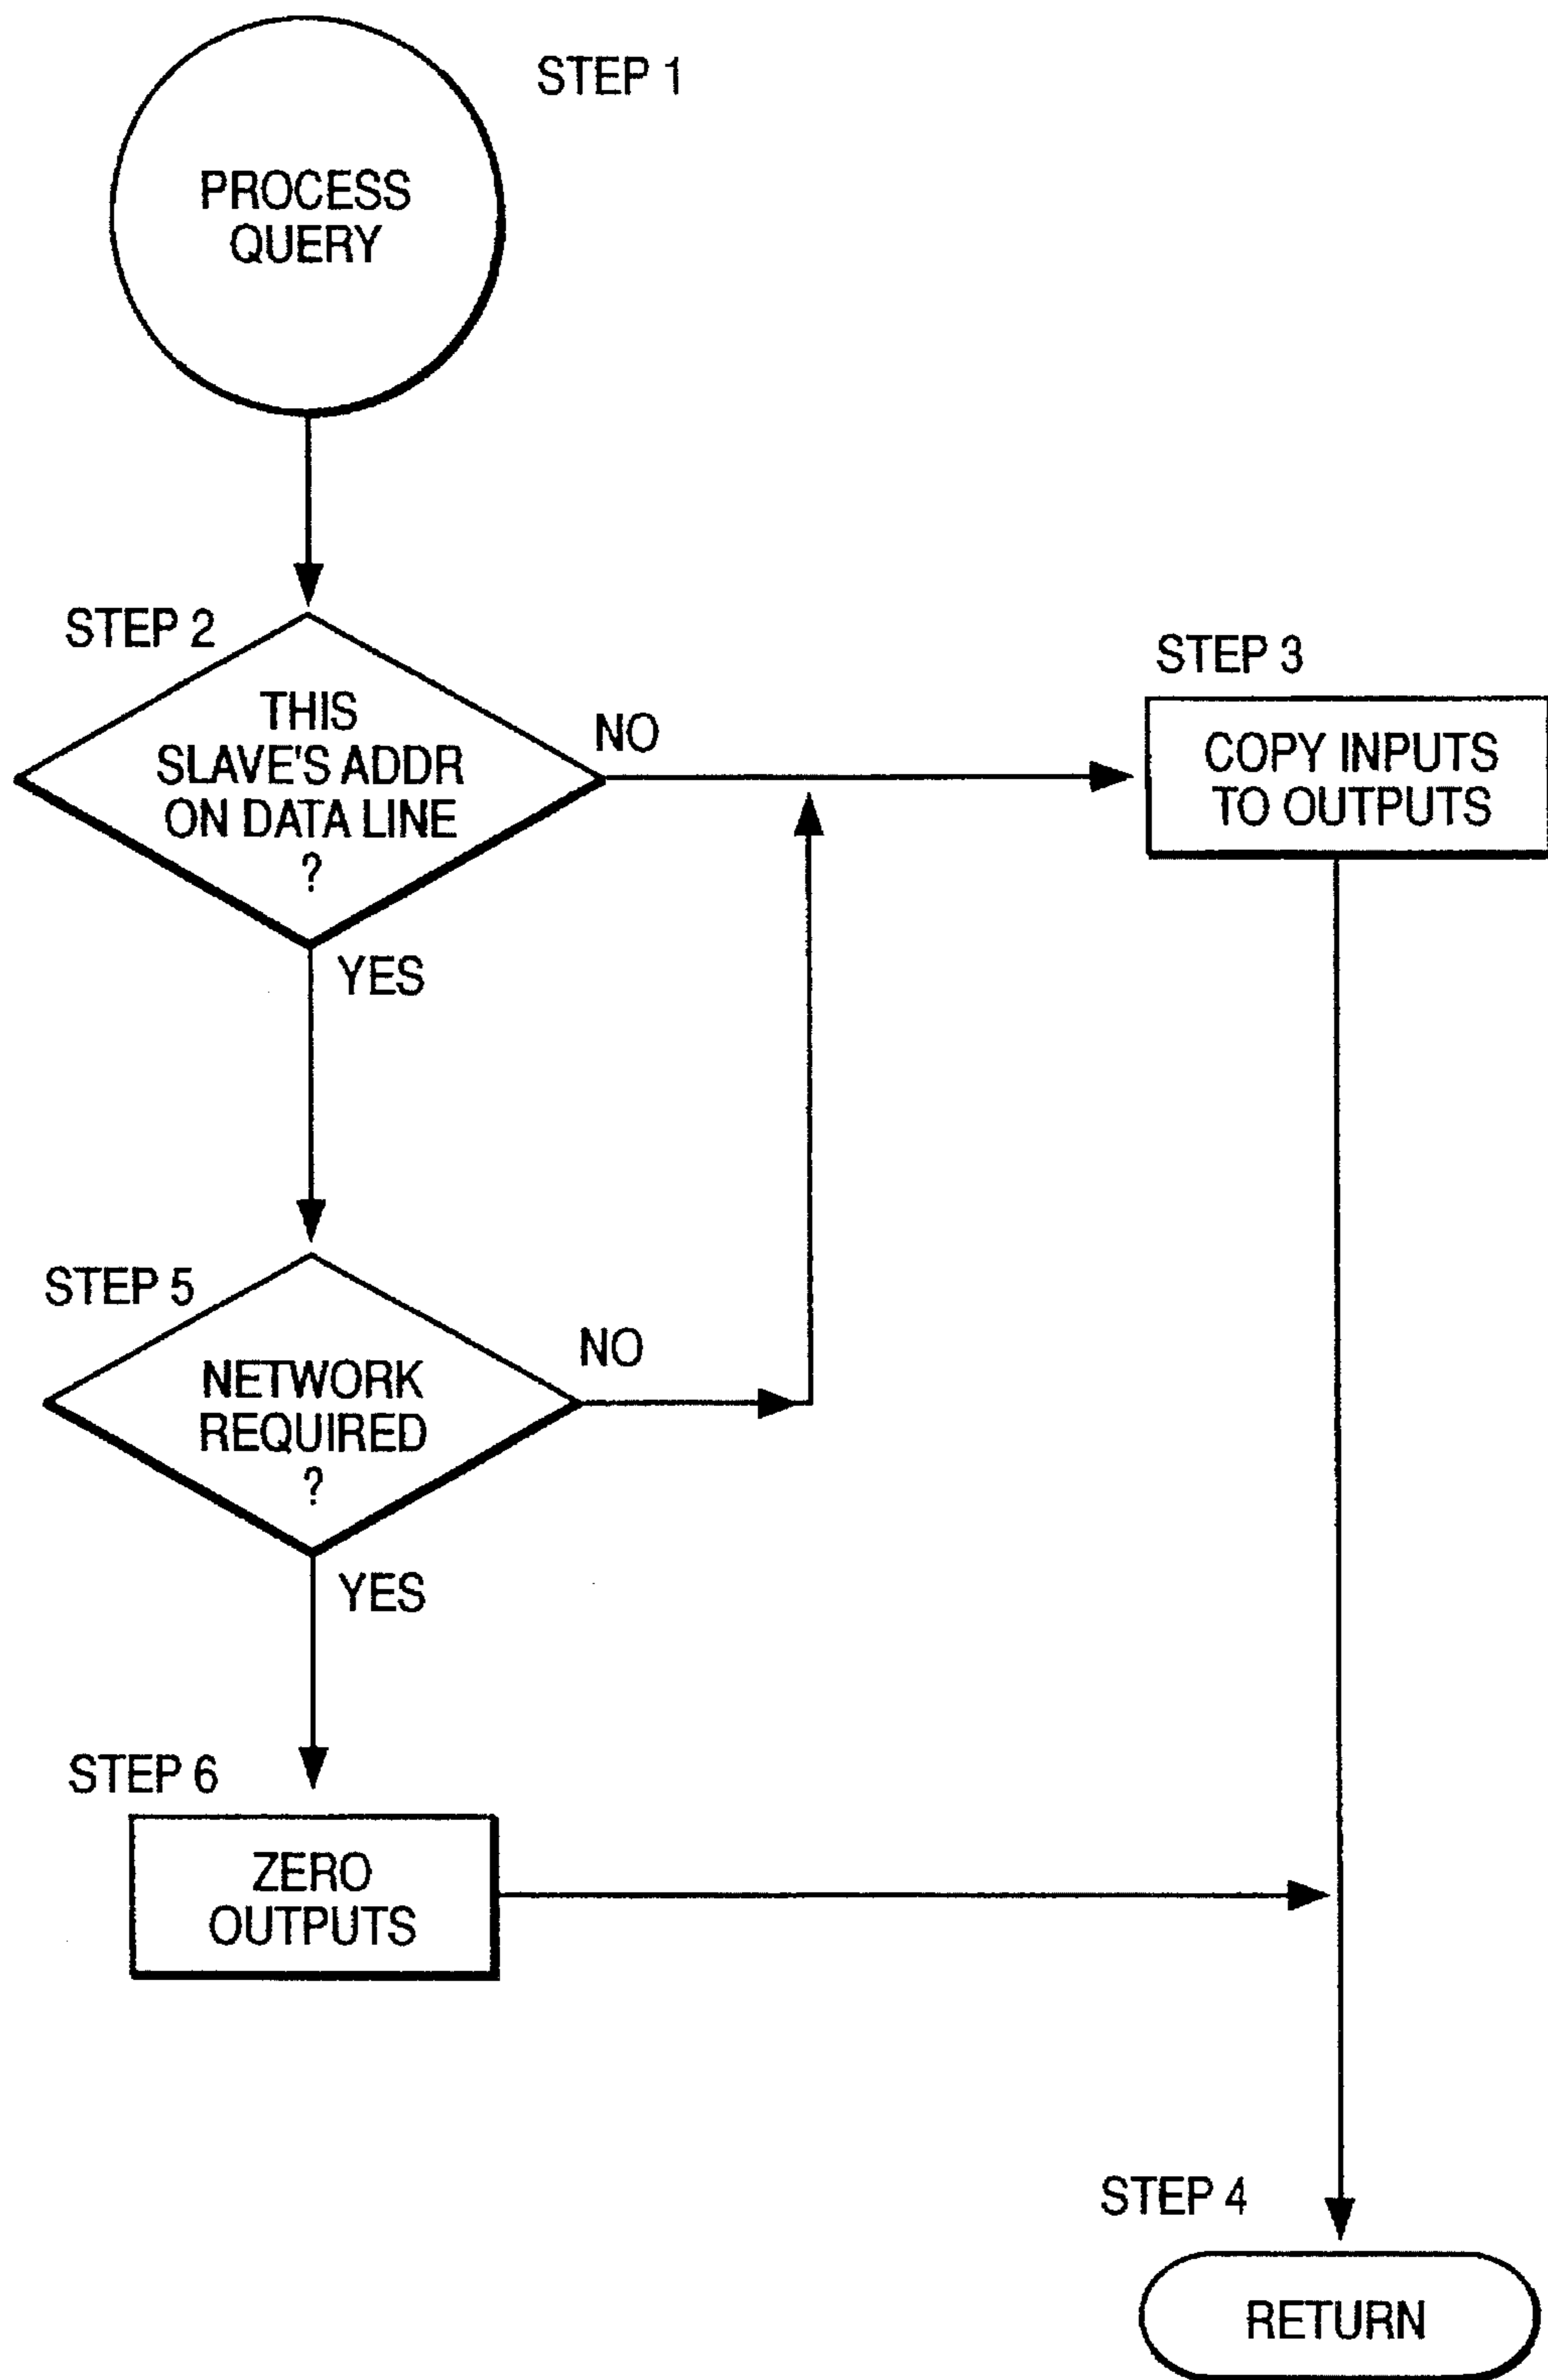 STEP 1
PROCESS
QUERY
STEP 2
THIS
SLAVE'S ADDR
ON DATA LINE
?
NO
YES
STEP 3
COPY INPUTS
TO OUTPUTS
STEP 5
NETWORK
REQUIRED
?
NO
YES
STEP 6
ZERO
OUTPUTS
STEP 4
RETURN